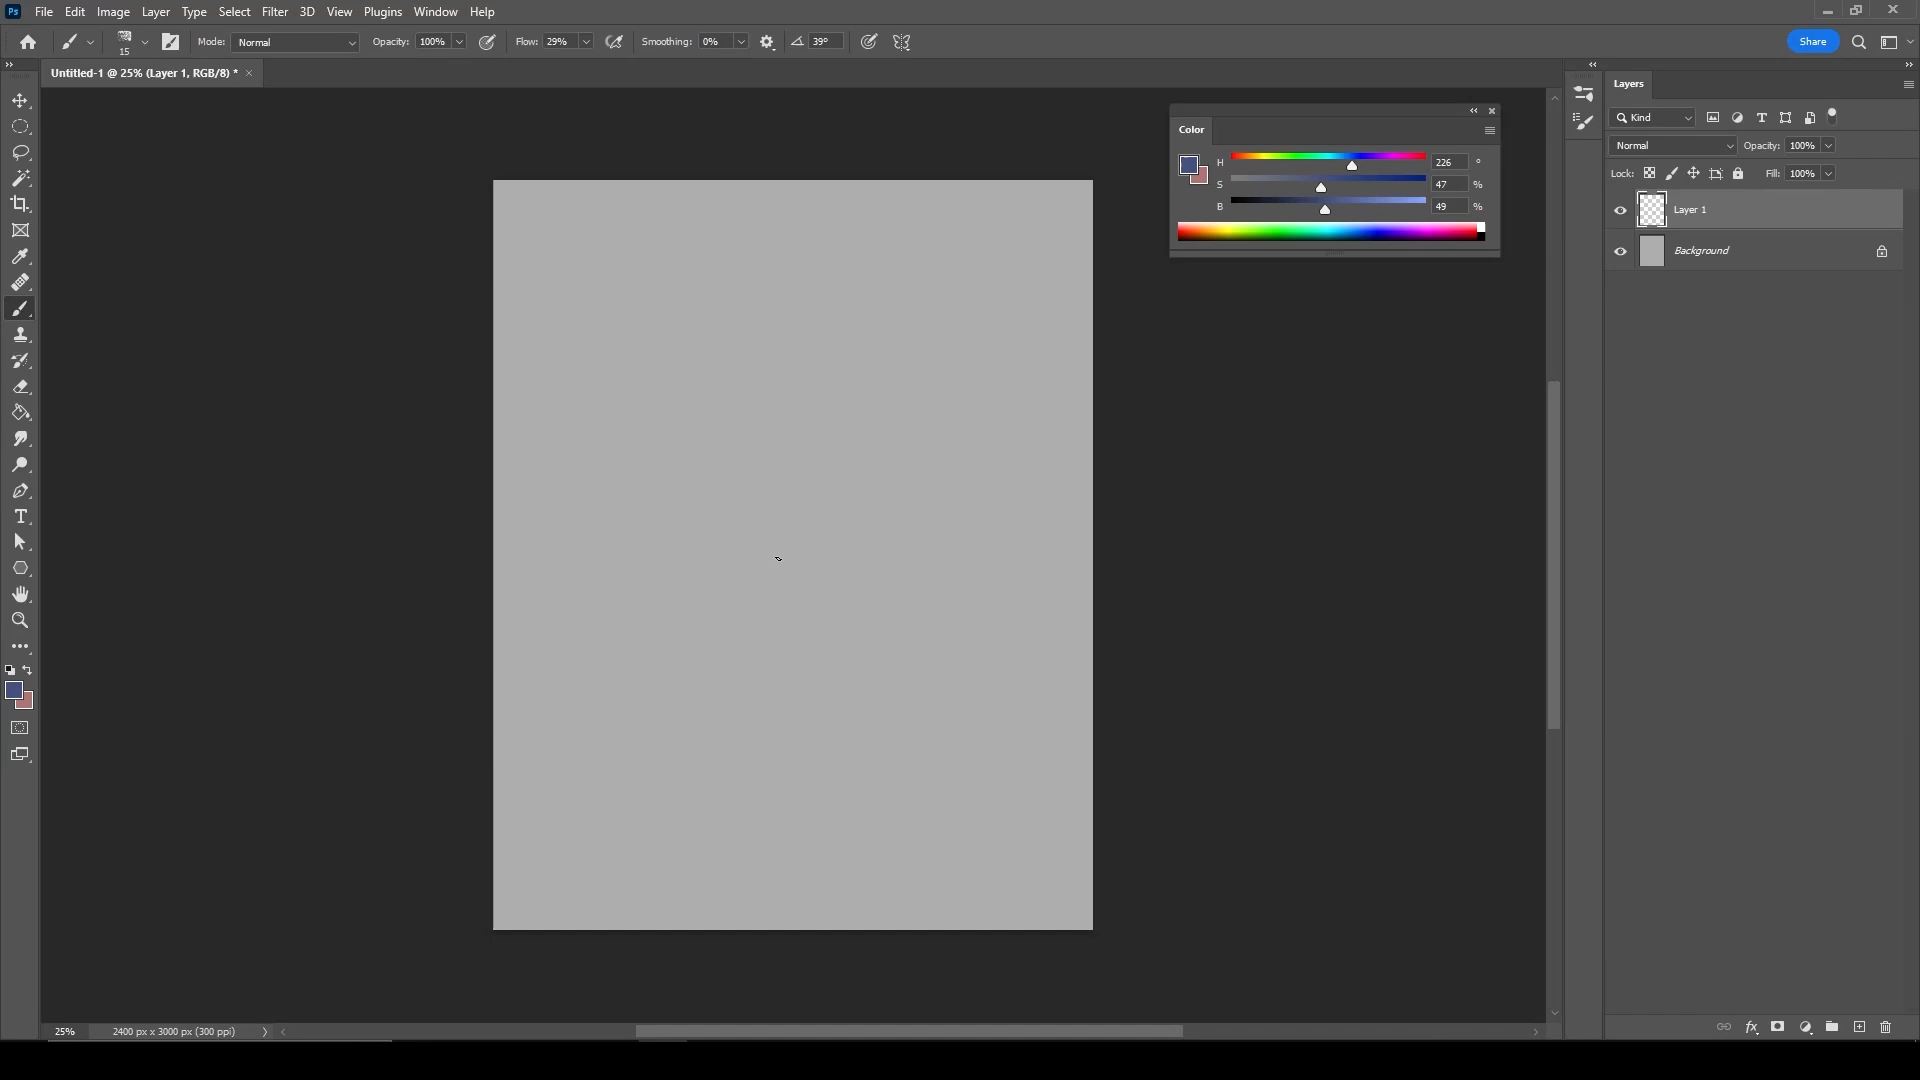 Ps File Edit Image Layer Type Select Filter 3D View Plugins Window Help
15 Mode: Normal Opacity: 100% Flow: 29% Smoothing: 0% 39° Share
Untitled-1 @ 25% (Layer 1, RGB/8) *
Layers
Kind
Normal Opacity: 100%
Lock: Fill: 100%
Layer 1
Background
Color
H 226 °
S 47 %
B 49 %
25% 2400 px x 3000 px (300 ppi)